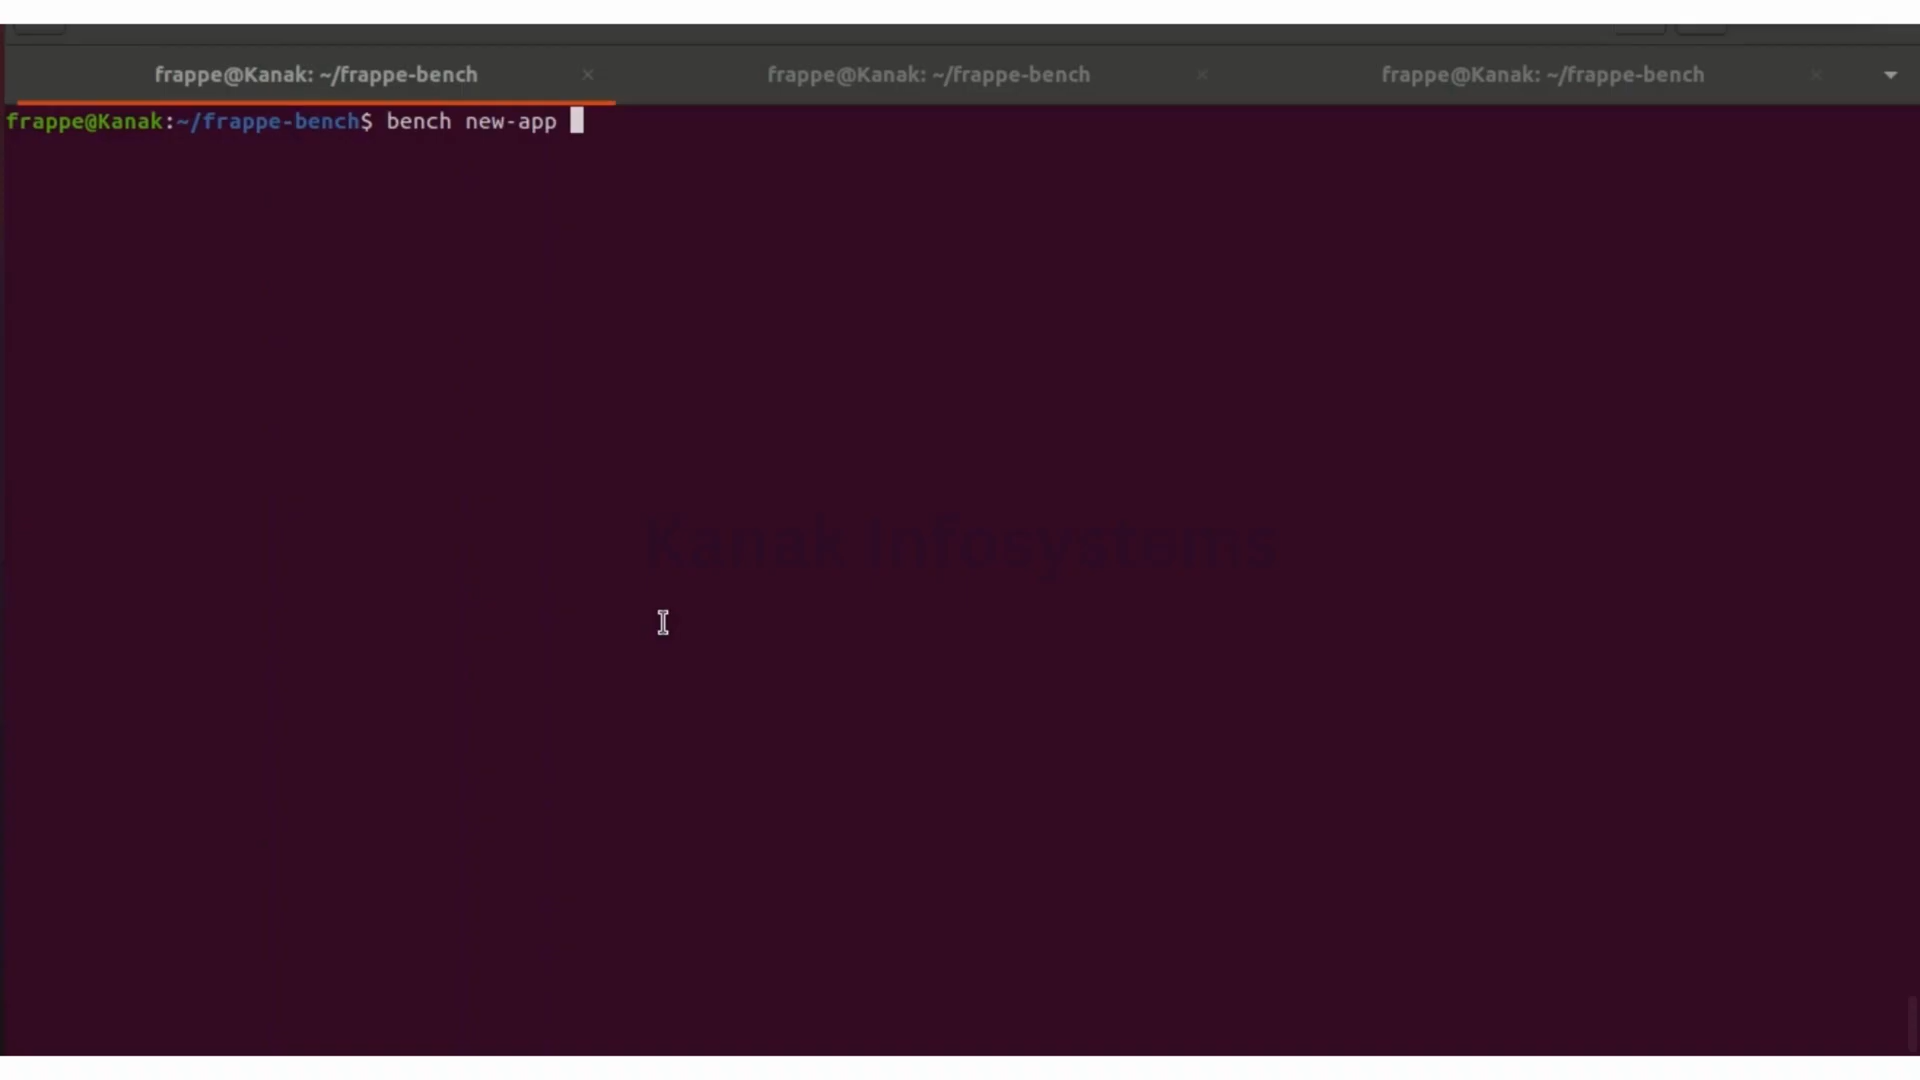 frappe@Kanak: ~/frappe-bench × frappe@Kanak: ~/frappe-bench × frappe@Kanak: ~/frappe-bench ×
frappe@Kanak:~/frappe-bench$ bench new-app
Kanak Infosystems